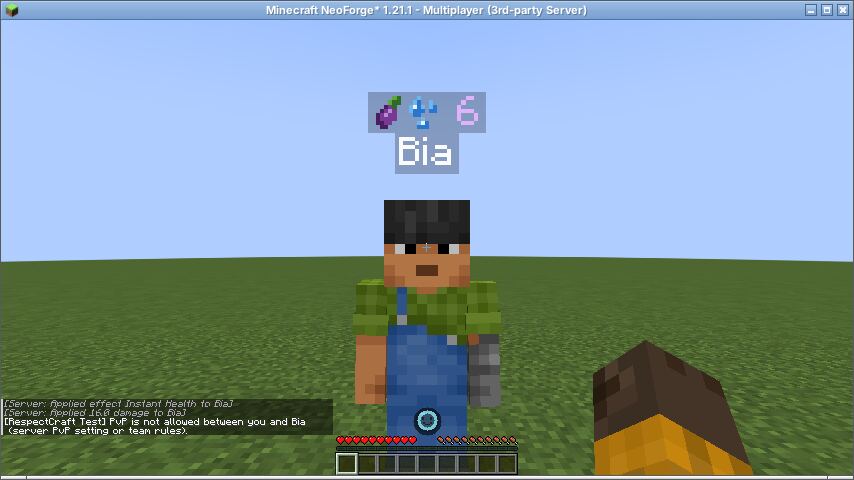 Minecraft NeoForge* 1.21.1 - Multiplayer (3rd-party Server)
6
Bia
[Server: Applied effect Instant Health to Bia]
[Server: Applied 16.0 damage to Bia]
[RespectCraft Test] PvP is not allowed between you and Bia
(server PvP setting or team rules).